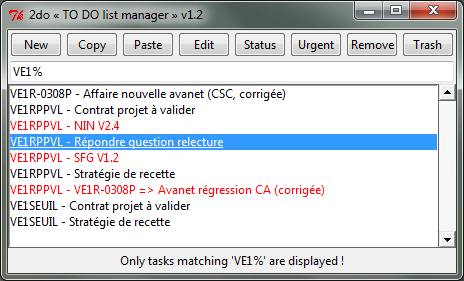 2do « TO DO list manager » v1.2
New Copy Paste Edit Status Urgent Remove Trash
VE1%
VE1R-0308P - Affaire nouvelle avanet (CSC, corrigée)
VE1RPPVL - Contrat projet à valider
VE1RPPVL - NIN V2.4
VE1RPPVL - Répondre question relecture
VE1RPPVL - SFG V1.2
VE1RPPVL - Stratégie de recette
VE1RPPVL - VE1R-0308P => Avanet régression CA (corrigée)
VE1SEUIL - Contrat projet à valider
VE1SEUIL - Stratégie de recette
Only tasks matching 'VE1%' are displayed !